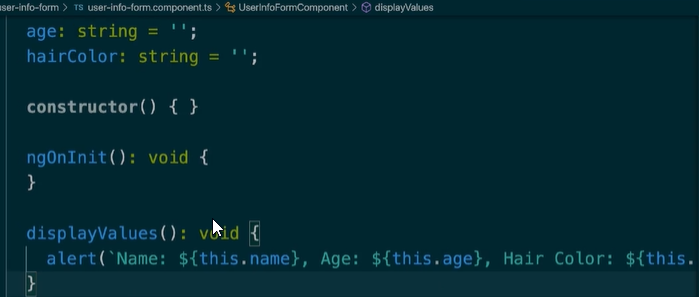 user-info-form > TS user-info-form.component.ts > UserInfoFormComponent > displayValues
age: string = '';
hairColor: string = '';
constructor() { }
ngOnInit(): void {
}
displayValues(): void {
alert(`Name: ${this.name}, Age: ${this.age}, Hair Color: ${this.
}